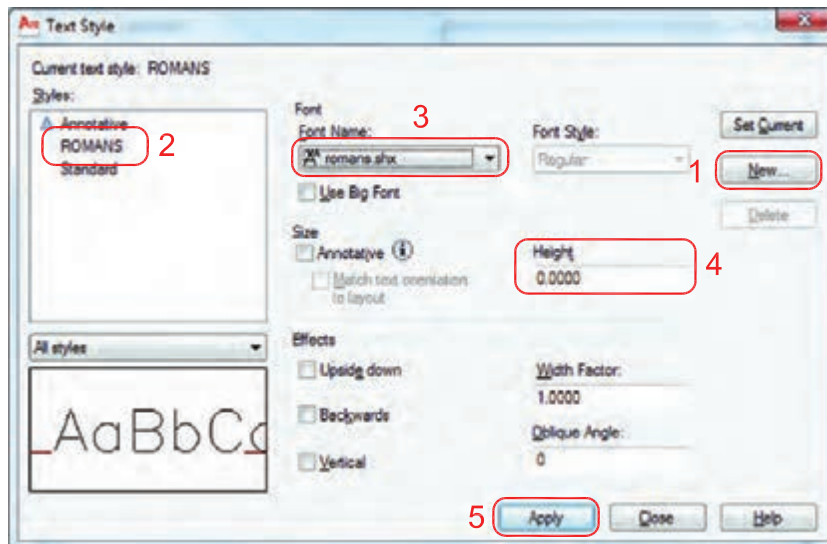 Text Style
Current text style: ROMANS
Styles:
Annotative
ROMANS
Standard
2
All styles
AaBbCc
Font
Font Name:
3
romans.shx
Use Big Font
Font Style:
Regular
Size
Annotative
Match text orientation
to layout
Height
0.0000
4
Effects
Upside down
Backwards
Vertical
Width Factor:
1.0000
Oblique Angle:
0
Set Current
1
New...
Delete
5
Apply
Close
Help